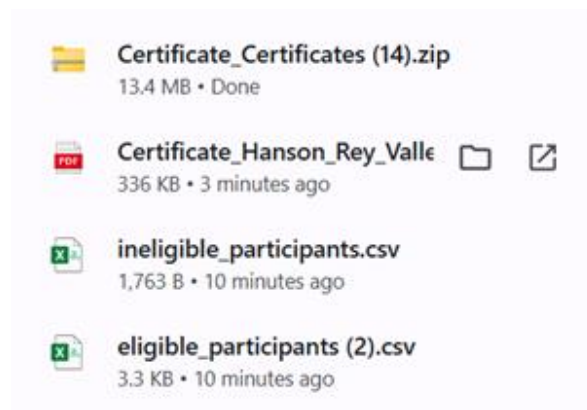 Certificate_Certificates (14).zip
13.4 MB • Done
PDF
Certificate_Hanson_Rey_Valle
336 KB • 3 minutes ago
X
ineligible_participants.csv
1,763 B • 10 minutes ago
X
eligible_participants (2).csv
3.3 KB • 10 minutes ago